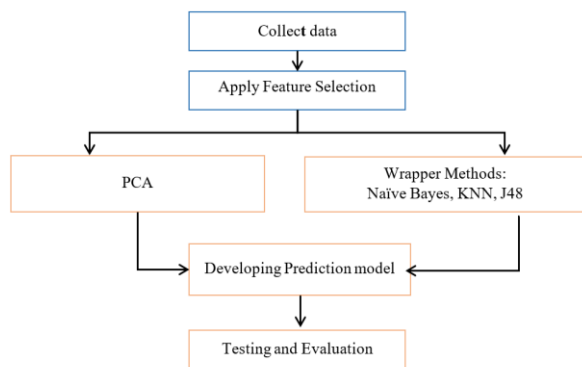 Collect data
Apply Feature Selection
PCA
Wrapper Methods:
Naïve Bayes, KNN, J48
Developing Prediction model
Testing and Evaluation